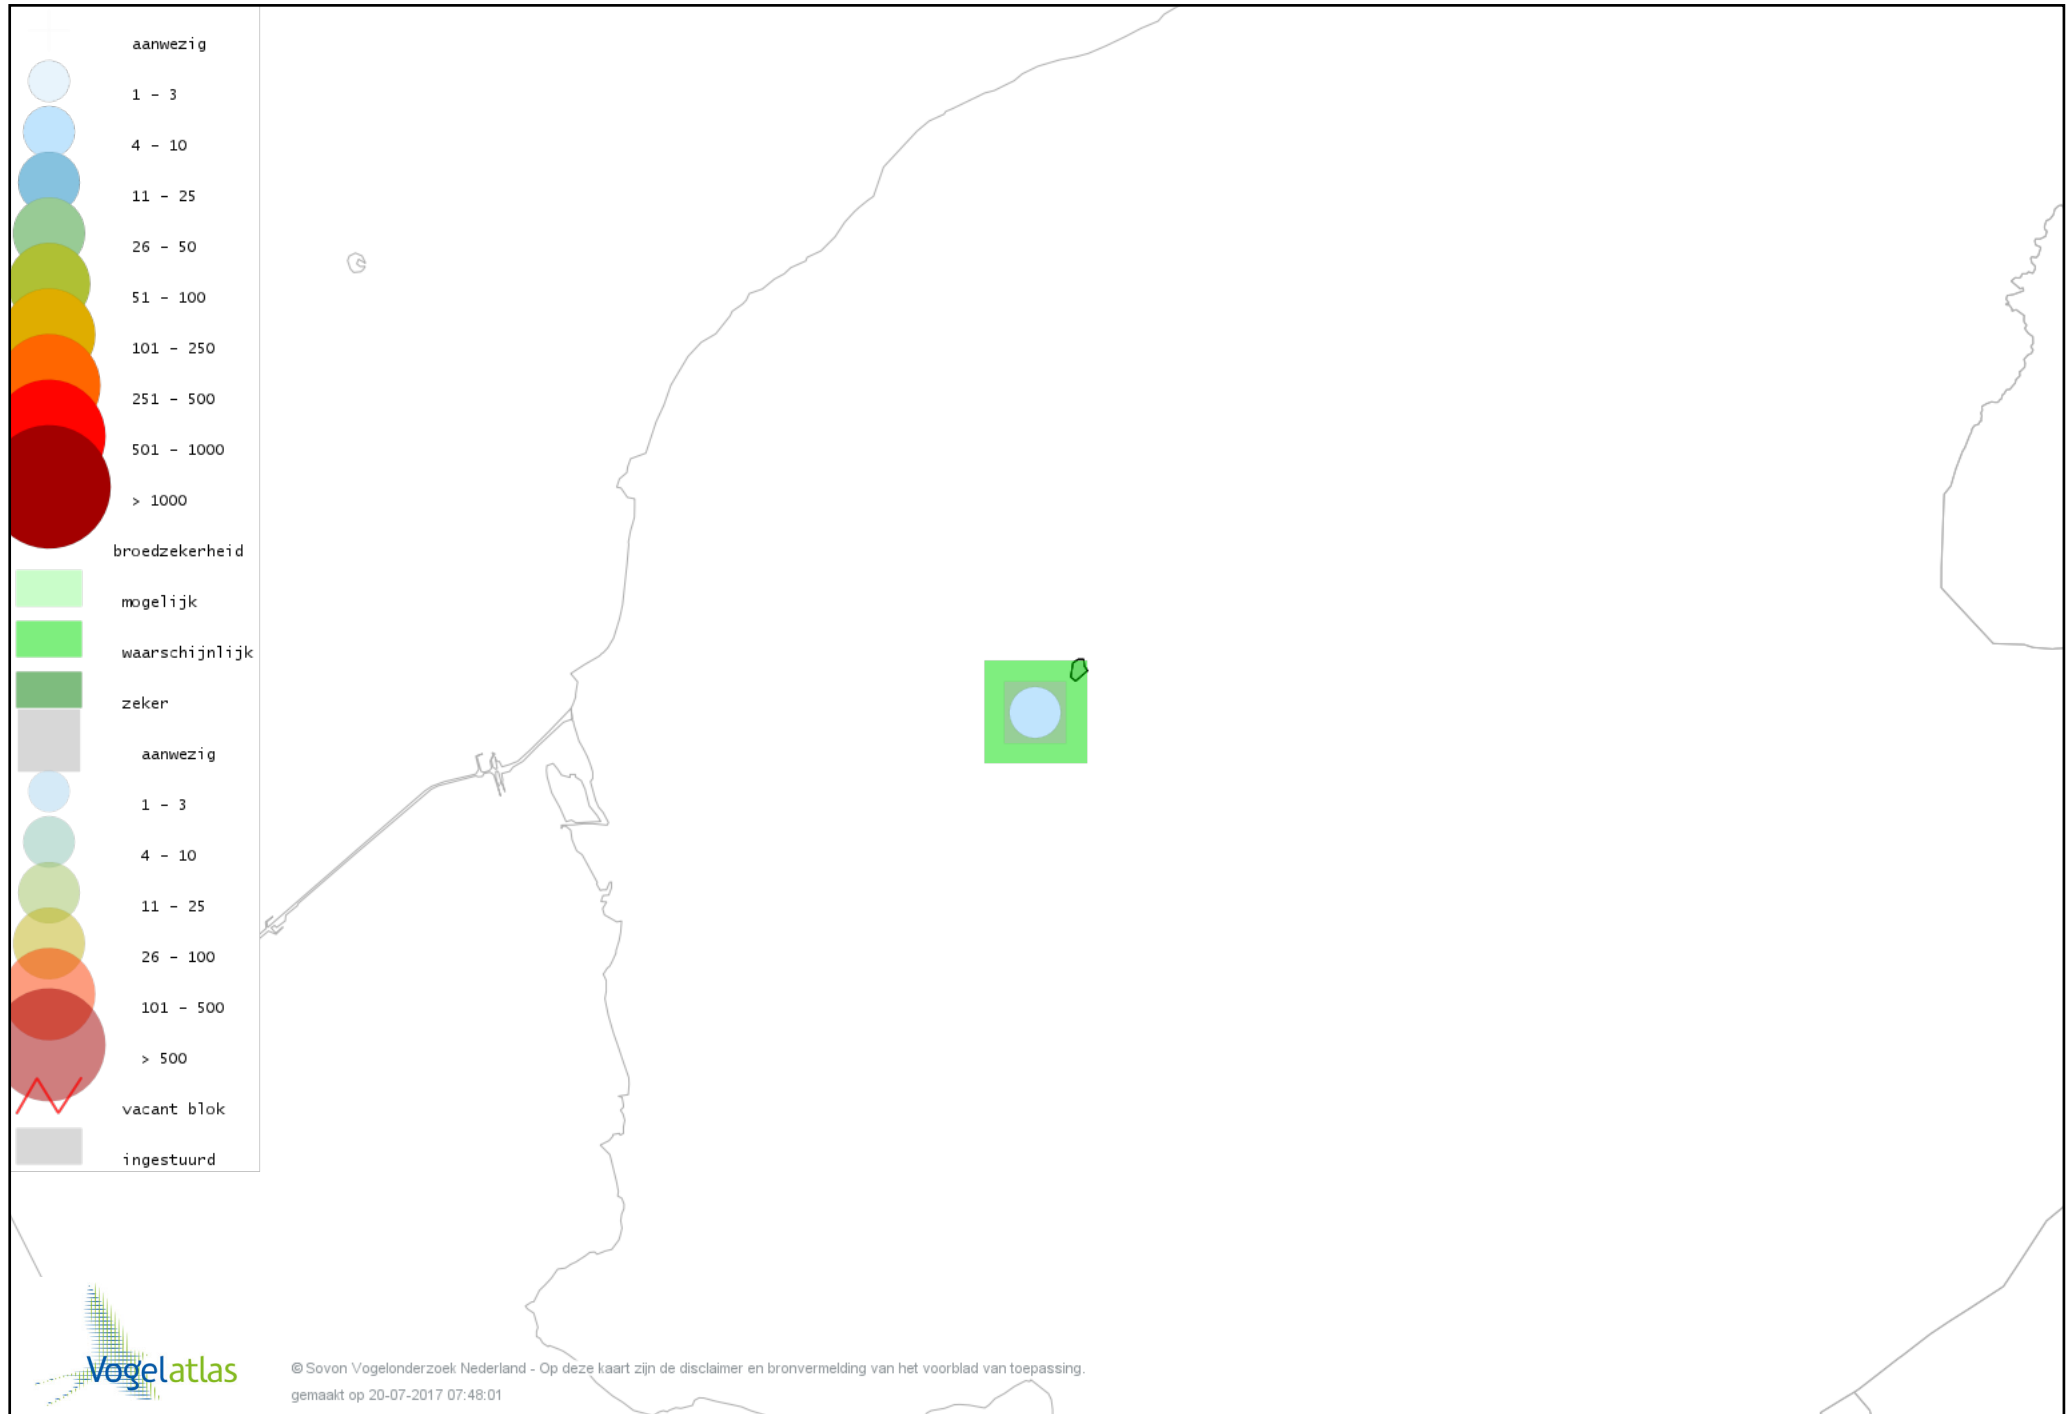 aanwezig
1 - 3
4 - 10
11 - 25
26 - 50
51 - 100
101 - 250
251 - 500
501 - 1000
> 1000
broedzekerheid
mogelijk
waarschijnlijk
zeker
aanwezig
1 - 3
4 - 10
11 - 25
26 - 100
101 - 500
> 500
vacant blok
ingestuurd
Vogelatlas
© Sovon Vogelonderzoek Nederland - Op deze kaart zijn de disclaimer en bronvermelding van het voorblad van toepassing.
gemaakt op 20-07-2017 07:48:01